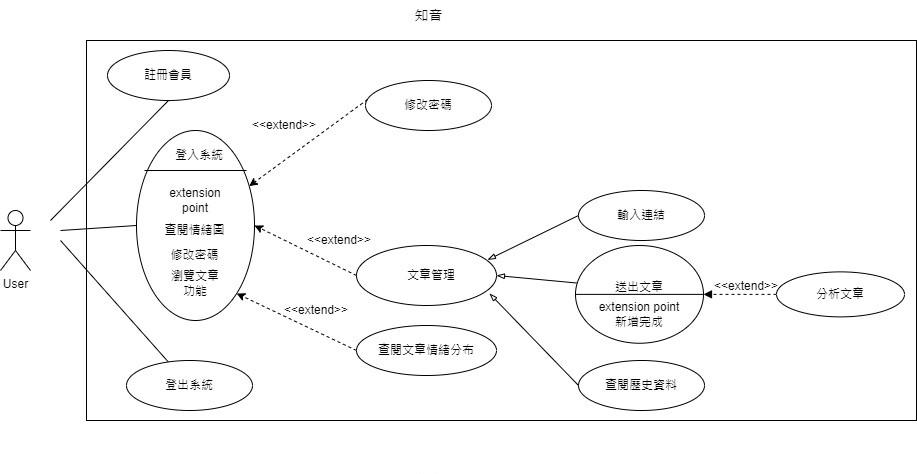 知音
註冊會員
修改密碼
<<extend>>
登入系統
extension
point
查閱情緒圖
修改密碼
瀏覽文章
功能
輸入連結
<<extend>>
文章管理
送出文章
extension point
新增完成
<<extend>>
分析文章
User
<<extend>>
查閱文章情緒分布
登出系統
查閱歷史資料